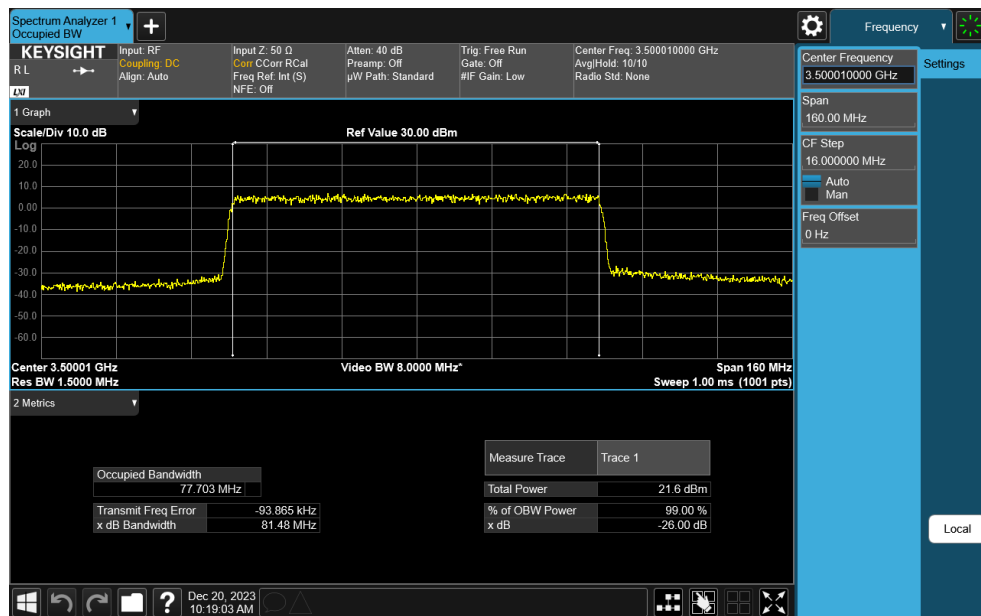 Spectrum Analyzer 1
Occupied BW
+
Frequency
KEYSIGHT
R L
LXI
Input: RF
Coupling: DC
Align: Auto
Input Z: 50 Ω
Corr CCorr RCal
Freq Ref: Int (S)
NFE: Off
Atten: 40 dB
Preamp: Off
µW Path: Standard
Trig: Free Run
Gate: Off
#IF Gain: Low
Center Freq: 3.500010000 GHz
Avg|Hold: 10/10
Radio Std: None
Center Frequency
3.500010000 GHz
Settings
Span
160.00 MHz
CF Step
16.000000 MHz
Auto
Man
Freq Offset
0 Hz
Local
1 Graph
Scale/Div 10.0 dB
Ref Value 30.00 dBm
Log
20.0
10.0
0.00
-10.0
-20.0
-30.0
-40.0
-50.0
-60.0
Center 3.50001 GHz
Video BW 8.0000 MHz*
Span 160 MHz
Res BW 1.5000 MHz
Sweep 1.00 ms (1001 pts)
2 Metrics
Occupied Bandwidth
77.703 MHz
Transmit Freq Error -93.865 kHz
x dB Bandwidth 81.48 MHz
Measure Trace Trace 1
Total Power 21.6 dBm
% of OBW Power 99.00 %
x dB -26.00 dB
?
Dec 20, 2023
10:19:03 AM